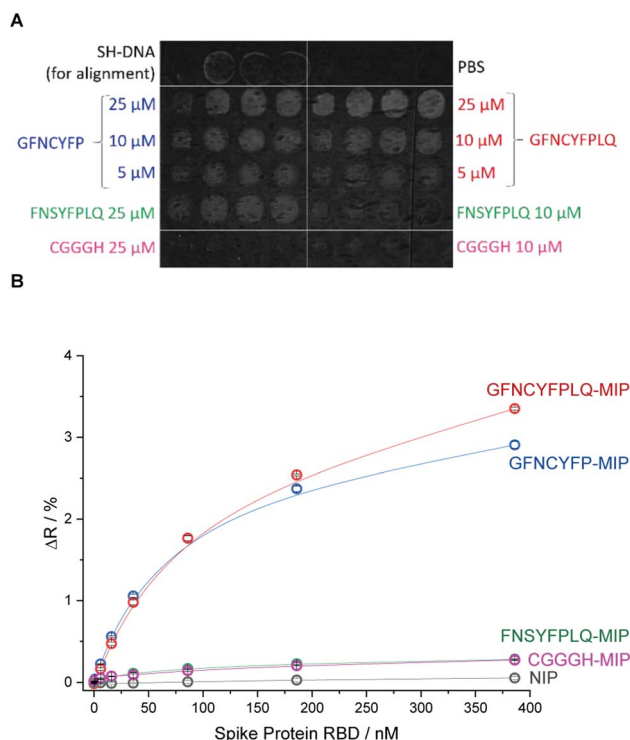 A
SH-DNA
(for alignment)
PBS
25 µM
25 µM
GFNCYFP
10 µM
10 µM
GFNCYFPLQ
5 µM
5 µM
FNSYFPLQ 25 µM
FNSYFPLQ 10 µM
CGGGH 25 µM
CGGGH 10 µM
B
4
GFNCYFPLQ-MIP
3
GFNCYFP-MIP
ΔR / %
2
1
FNSYFPLQ-MIP
CGGGH-MIP
0
NIP
0 50 100 150 200 250 300 350 400
Spike Protein RBD / nM